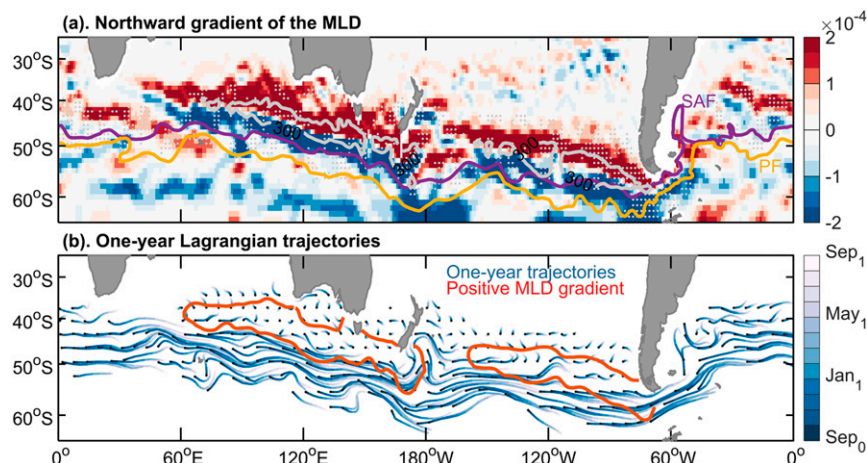 (a). Northward gradient of the MLD
×10⁻⁴
30°S
40°S
50°S
60°S
300
300
300
300
SAF
PF
2
1
0
-1
-2
(b). One-year Lagrangian trajectories
30°S
40°S
50°S
60°S
One-year trajectories
Positive MLD gradient
Sep₁
May₁
Jan₁
Sep₀
0°
60°E
120°E
180°W
120°W
60°W
0°